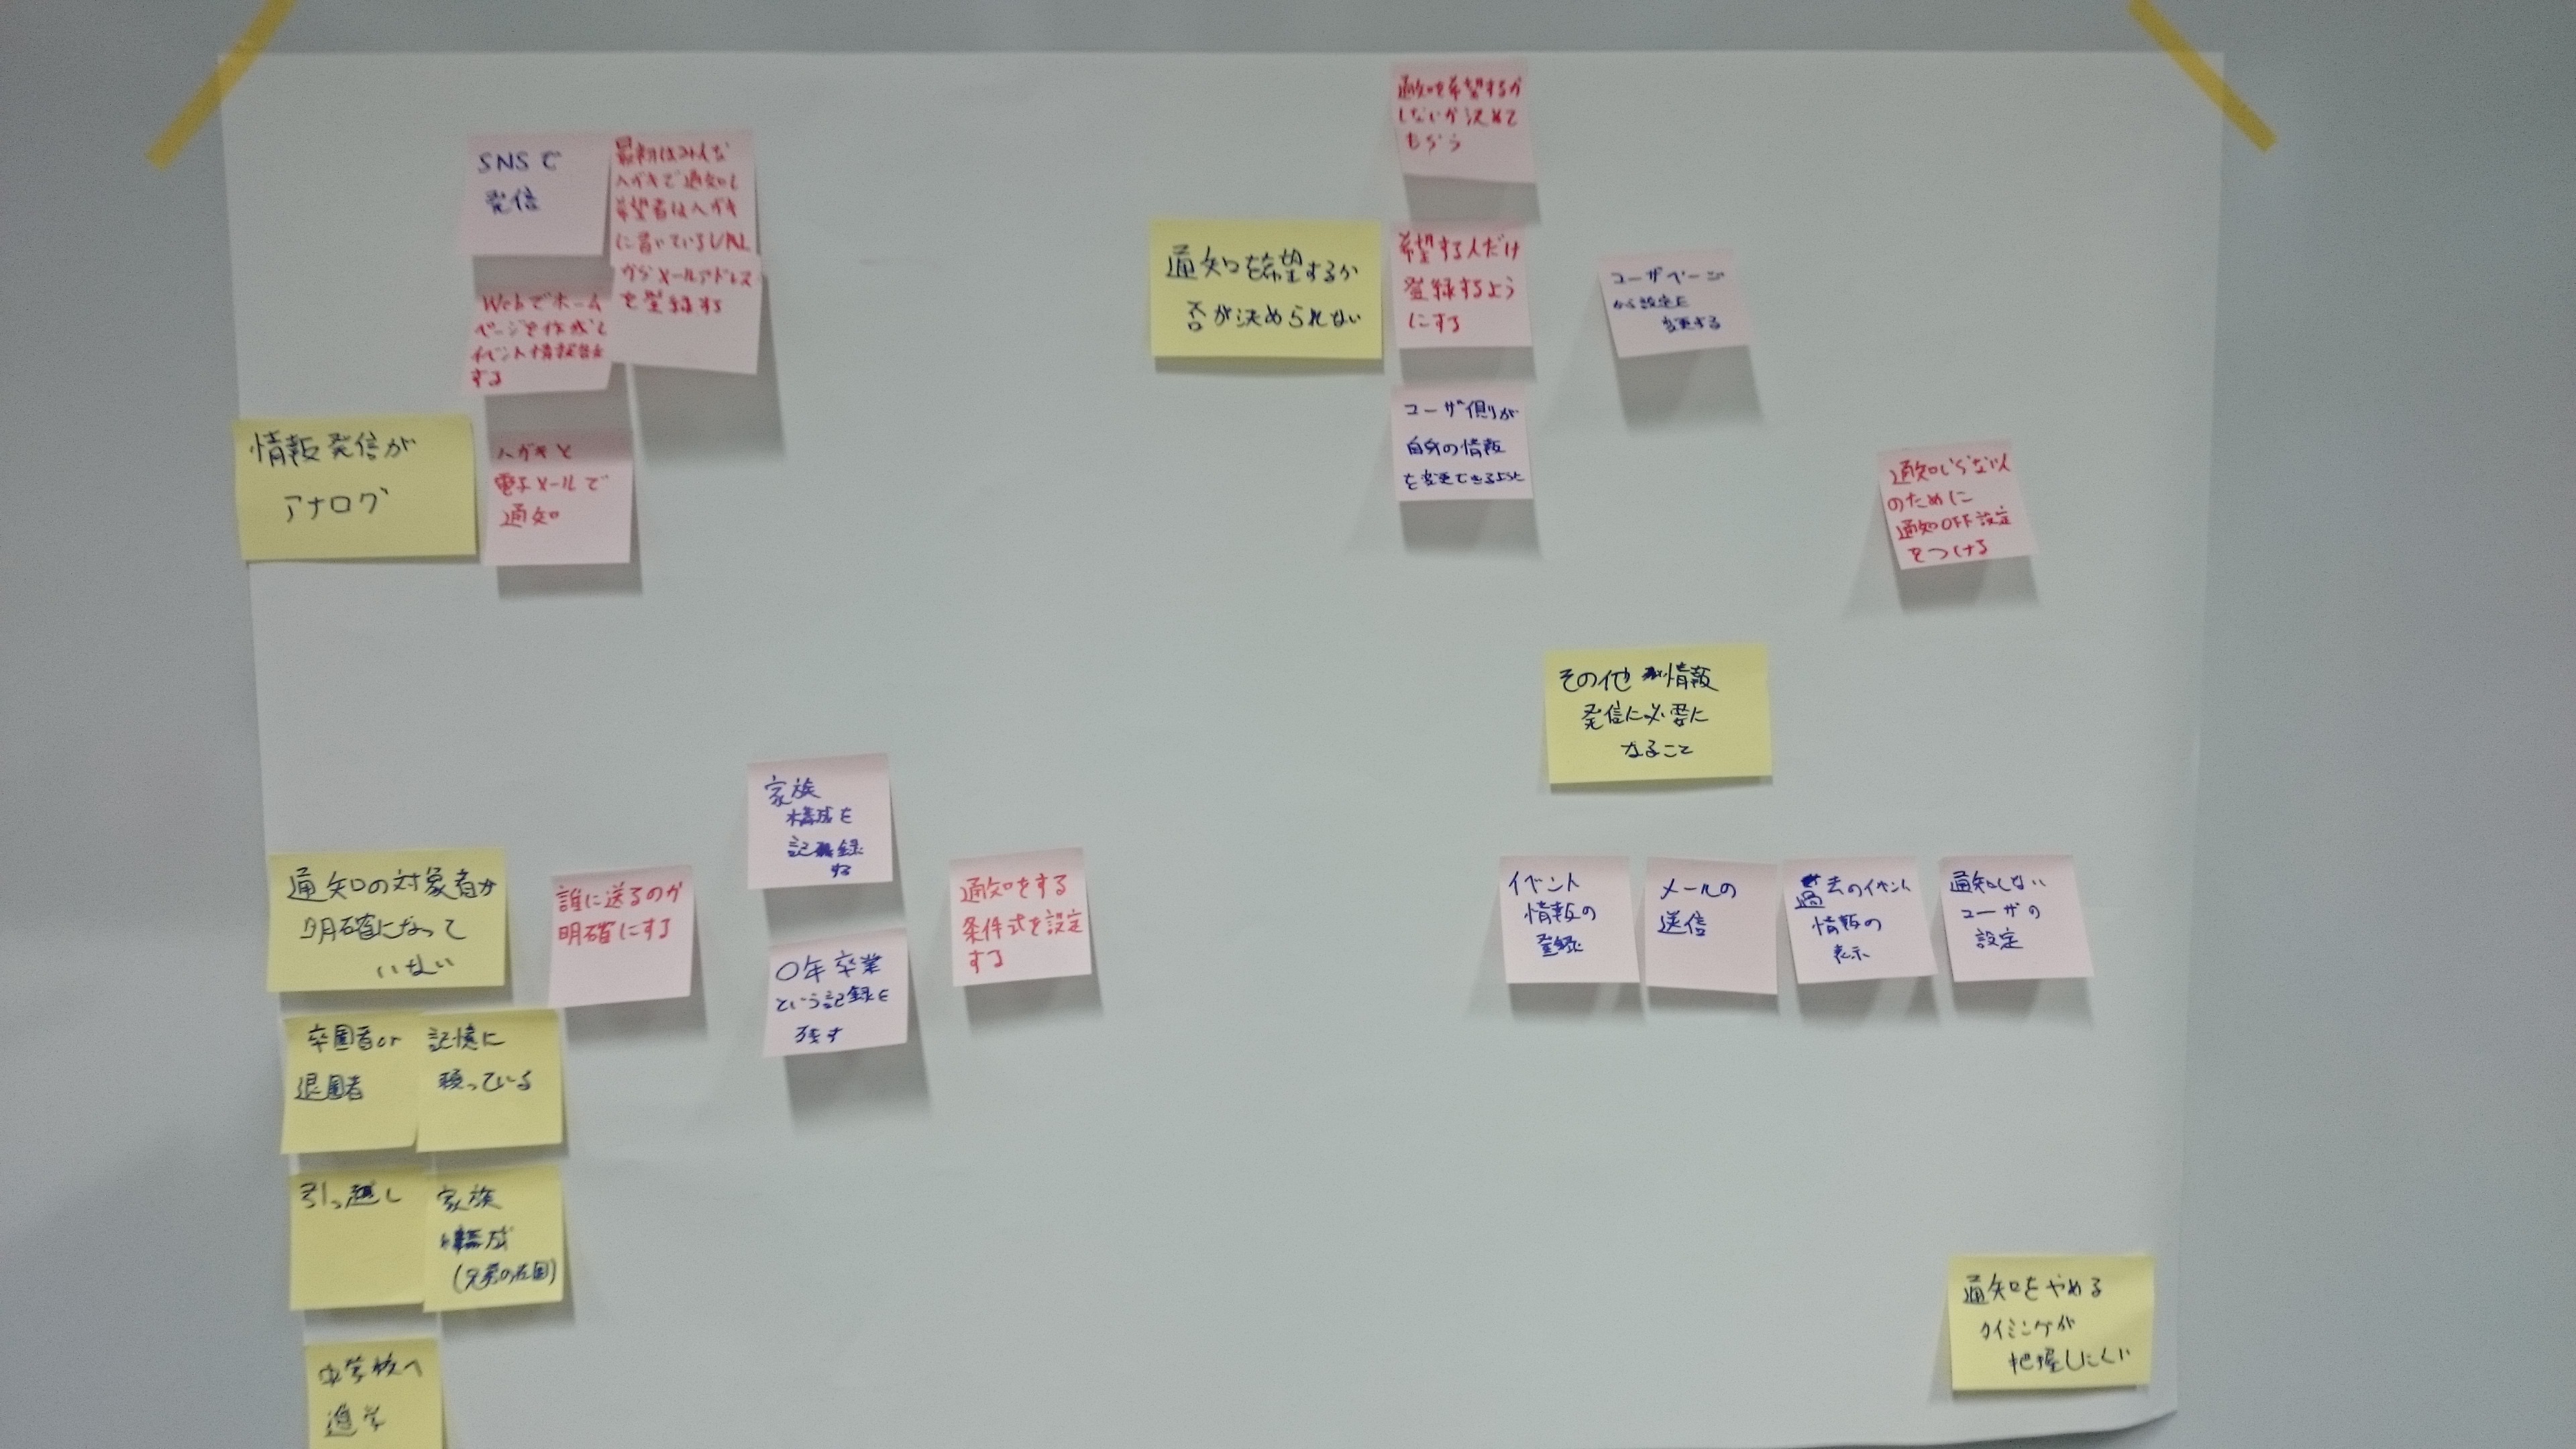 SNSで
発信
最初はみんな
ハガキで通知し
希望者はハガキ
に書いているURL
からメールアドレス
を登録する
Webでホーム
ページを作成し
イベント情報を
する
情報発信が
アナログ
ハガキと
電子メールで
通知
通知を希望するか
しないか決めて
もらう
通知を希望するか
否か決められない
希望する人だけ
登録するよう
にする
ユーザページ
から設定を
変更する
ユーザ側が
自身の情報
を変更できるように
通知いらない人
のために
通知OFF設定
をつける
その他 情報
発信に必要に
なること
イベント
情報の
登録
メールの
送信
過去のイベント
情報の
表示
通知しない
ユーザの
設定
通知の対象者が
明確になって
いない
誰に送るのか
明確にする
家族
構成を
記録
する
〇年卒業
という記録を
残す
通知をする
条件式を設定
する
卒園者or
退園者
記憶に
頼っている
引っ越し
家族
構成
(兄弟の在園)
中学校へ
進学
通知をやめる
タイミングが
把握しにくい